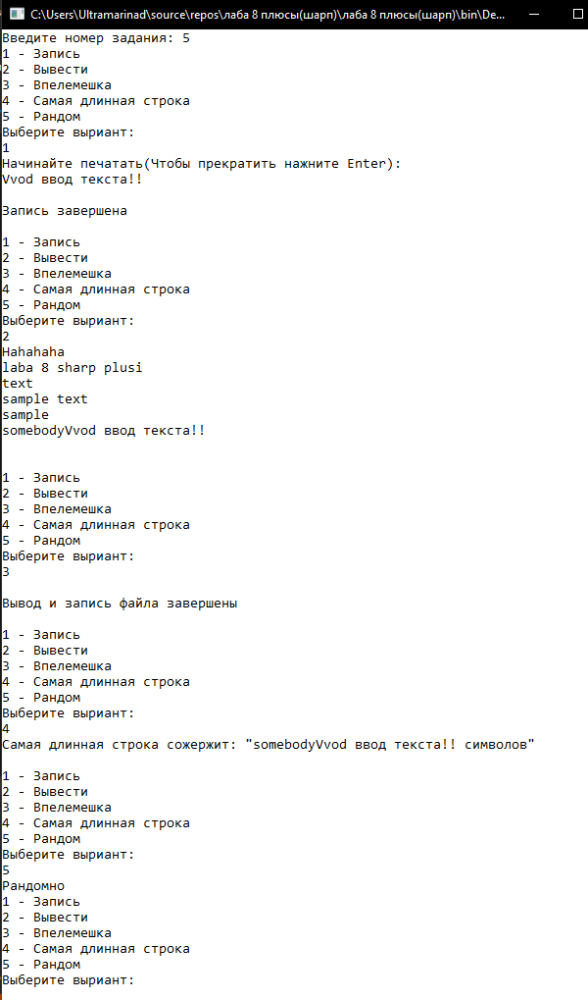 C:\Users\Ultramarinad\source\repos\лаба 8 плюсы(шарп)\лаба 8 плюсы(шарп)\bin\De...
Введите номер задания: 5
1 - Запись
2 - Вывести
3 - Впелемешка
4 - Самая длинная строка
5 - Рандом
Выберите выриант:
1
Начинайте печатать(Чтобы прекратить нажните Enter):
Vvod ввод текста!!
Запись завершена
1 - Запись
2 - Вывести
3 - Впелемешка
4 - Самая длинная строка
5 - Рандом
Выберите выриант:
2
Hahahaha
laba 8 sharp plusi
text
sample text
sample
somebodyVvod ввод текста!!
1 - Запись
2 - Вывести
3 - Впелемешка
4 - Самая длинная строка
5 - Рандом
Выберите выриант:
3
Вывод и запись файла завершены
1 - Запись
2 - Вывести
3 - Впелемешка
4 - Самая длинная строка
5 - Рандом
Выберите выриант:
4
Самая длинная строка сожержит: "somebodyVvod ввод текста!! символов"
1 - Запись
2 - Вывести
3 - Впелемешка
4 - Самая длинная строка
5 - Рандом
Выберите выриант:
5
Рандомно
1 - Запись
2 - Вывести
3 - Впелемешка
4 - Самая длинная строка
5 - Рандом
Выберите выриант: